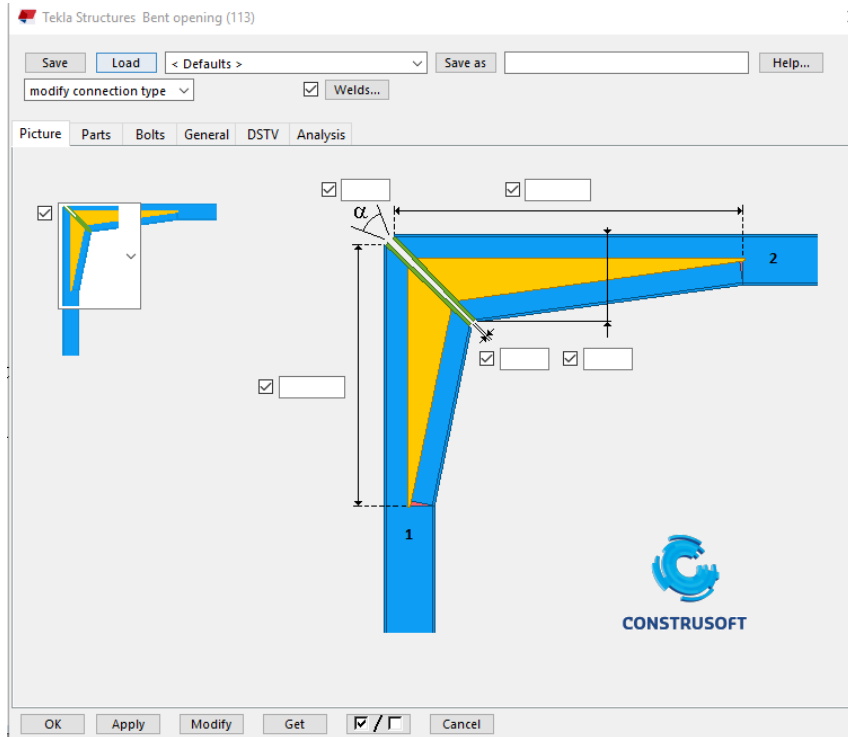 Tekla Structures Bent opening (113)
Save Load < Defaults > Save as Help...
modify connection type Welds...
Picture Parts Bolts General DSTV Analysis
α
2
1
CONSTRUSOFT
OK Apply Modify Get / Cancel